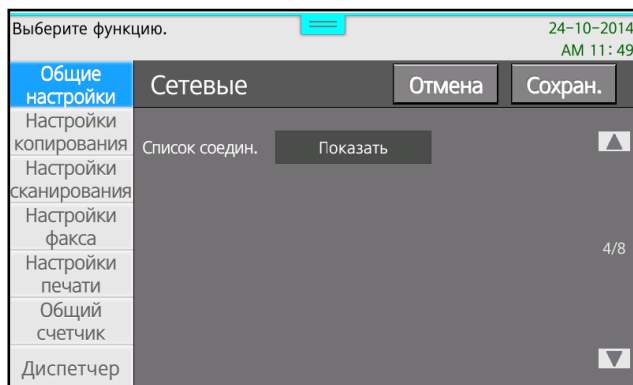 Выберите функцию.
24-10-2014
AM 11:49
Общие
настройки
Сетевые
Отмена
Сохран.
Настройки
копирования
Список соедин.
Показать
Настройки
сканирования
Настройки
факса
4/8
Настройки
печати
Общий
счетчик
Диспетчер